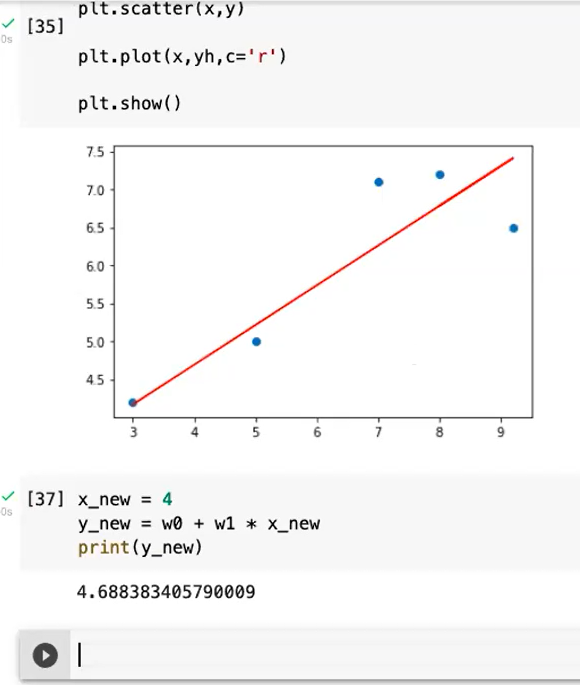 plt.scatter(x,y)
[35]
0s
plt.plot(x,yh,c='r')
plt.show()
7.5
7.0
6.5
6.0
5.5
5.0
4.5
3 4 5 6 7 8 9
[37] x_new = 4
0s
y_new = w0 + w1 * x_new
print(y_new)
4.688383405790009